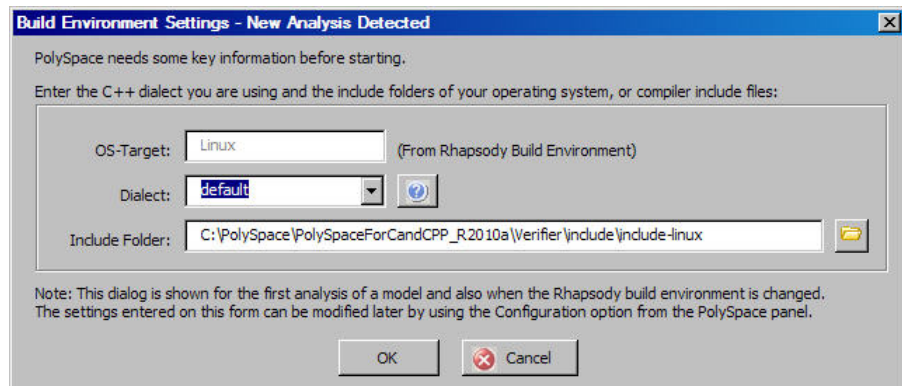 Build Environment Settings - New Analysis Detected
PolySpace needs some key information before starting.
Enter the C++ dialect you are using and the include folders of your operating system, or compiler include files:
OS-Target: Linux (From Rhapsody Build Environment)
Dialect: default
Include Folder: C:\PolySpace\PolySpaceForCandCPP_R2010a\Verifier\include\include-linux
Note: This dialog is shown for the first analysis of a model and also when the Rhapsody build environment is changed.
The settings entered on this form can be modified later by using the Configuration option from the PolySpace panel.
OK Cancel